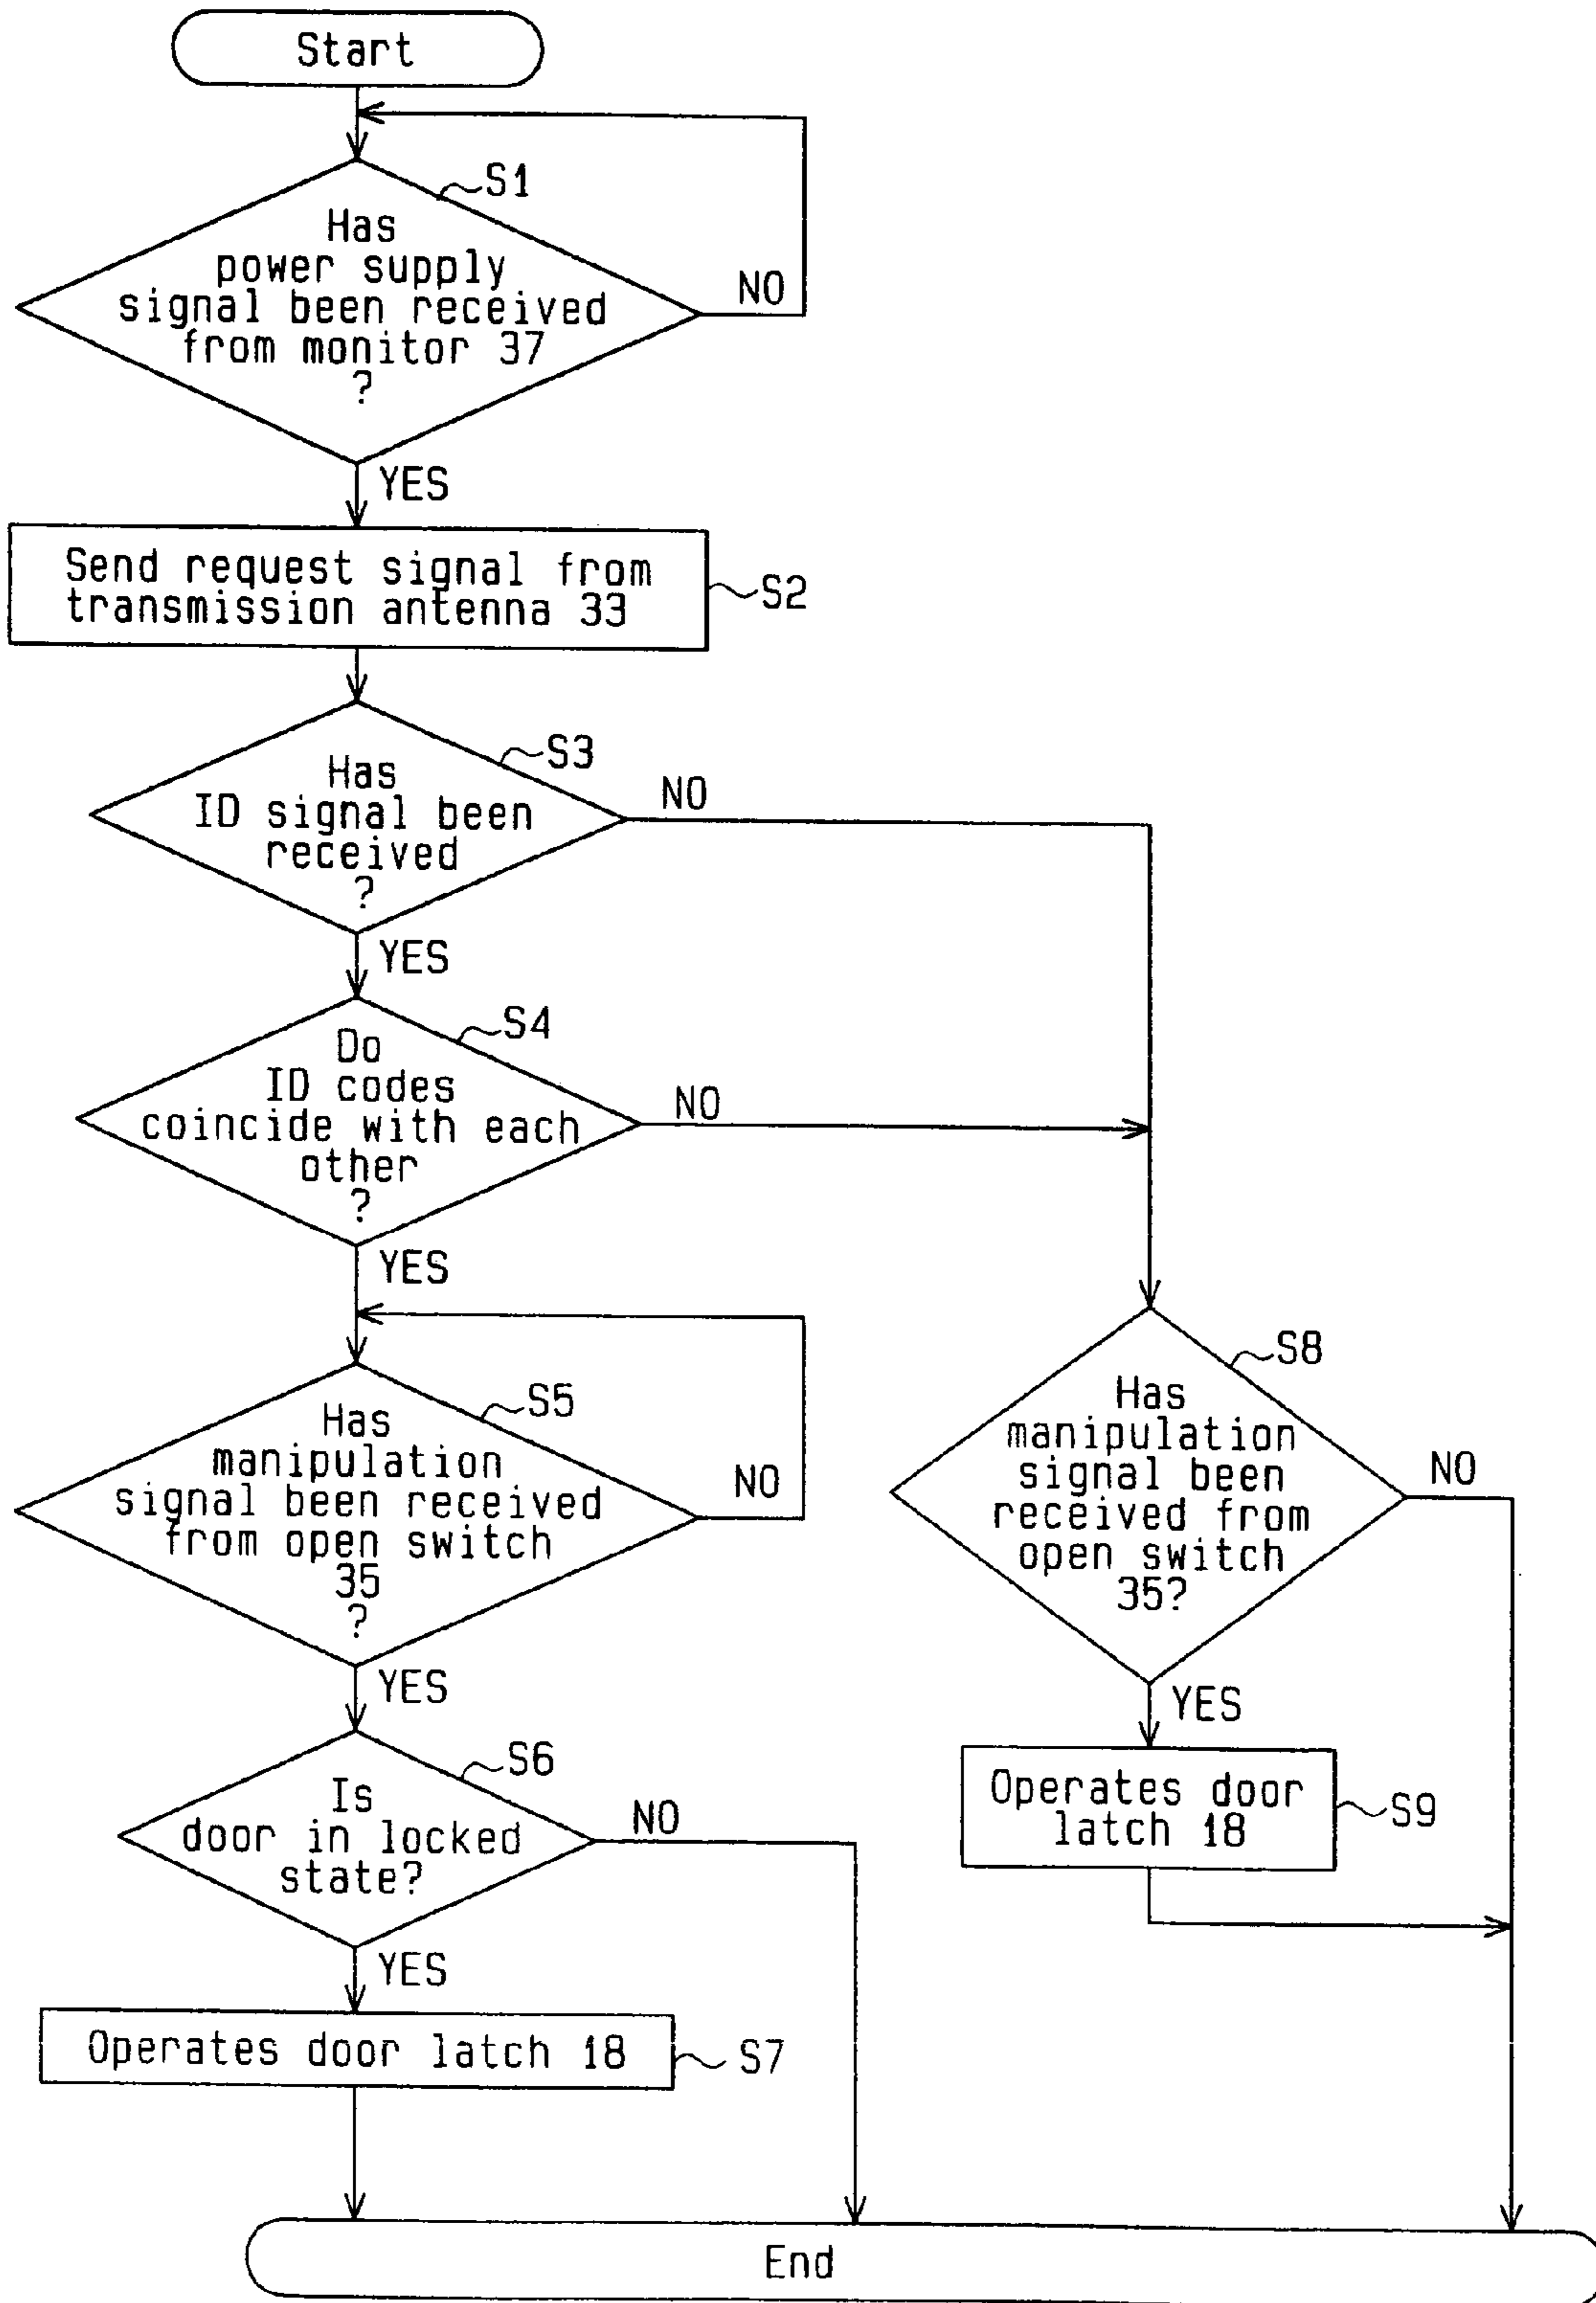 Start
S1
Has
power supply
signal been received
from monitor 37
?
NO
YES
Send request signal from
transmission antenna 33
S2
S3
Has
ID signal been
received
?
NO
YES
S4
Do
ID codes
coincide with each
other
?
NO
YES
S5
Has
manipulation
signal been received
from open switch
35
?
NO
YES
S8
Has
manipulation
signal been
received from
open switch
35?
NO
YES
S6
Is
door in locked
state?
NO
YES
Operates door
latch 18
S9
Operates door latch 18
S7
End